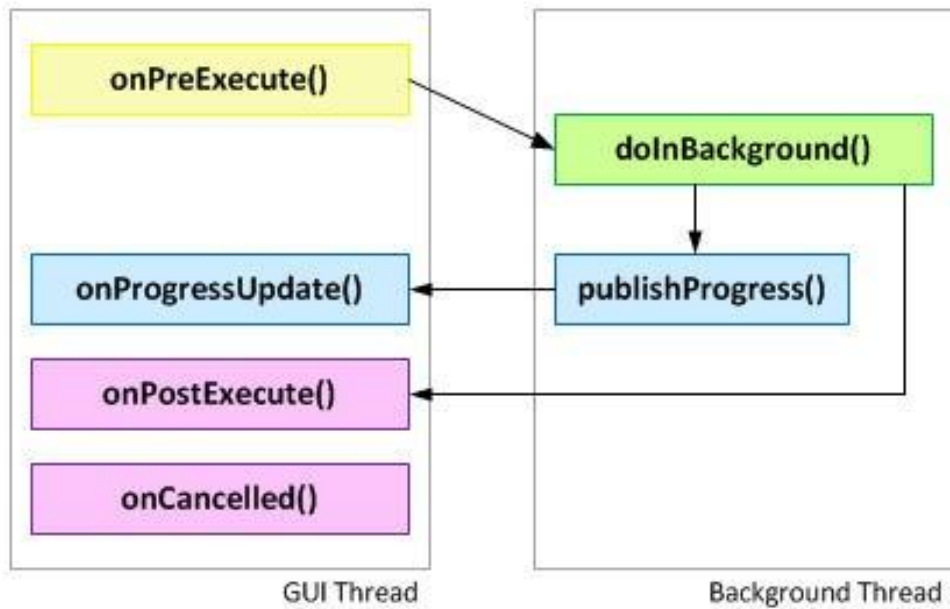 onPreExecute()
doInBackground()
onProgressUpdate()
publishProgress()
onPostExecute()
onCancelled()
GUI Thread
Background Thread